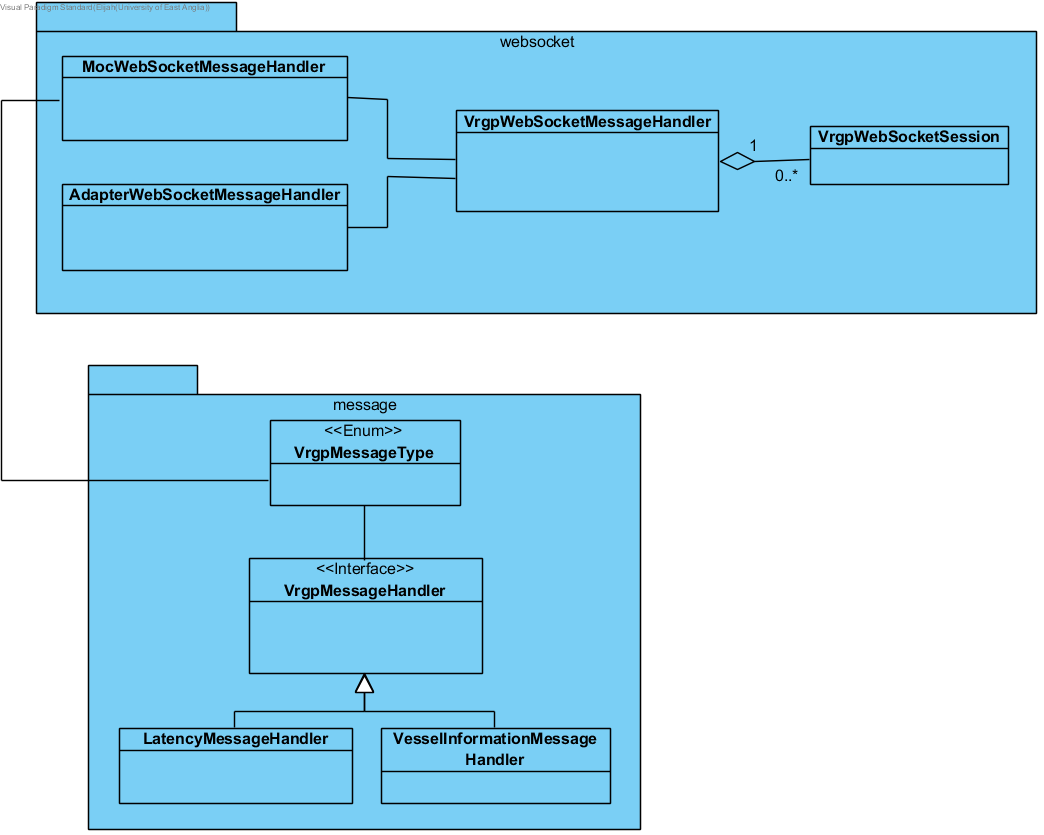 Visual Paradigm Standard(Elijah(University of East Anglia))
websocket
MocWebSocketMessageHandler
VrgpWebSocketMessageHandler
1
VrgpWebSocketSession
0..*
AdapterWebSocketMessageHandler
message
<<Enum>>
VrgpMessageType
<<Interface>>
VrgpMessageHandler
LatencyMessageHandler
VesselInformationMessage
Handler